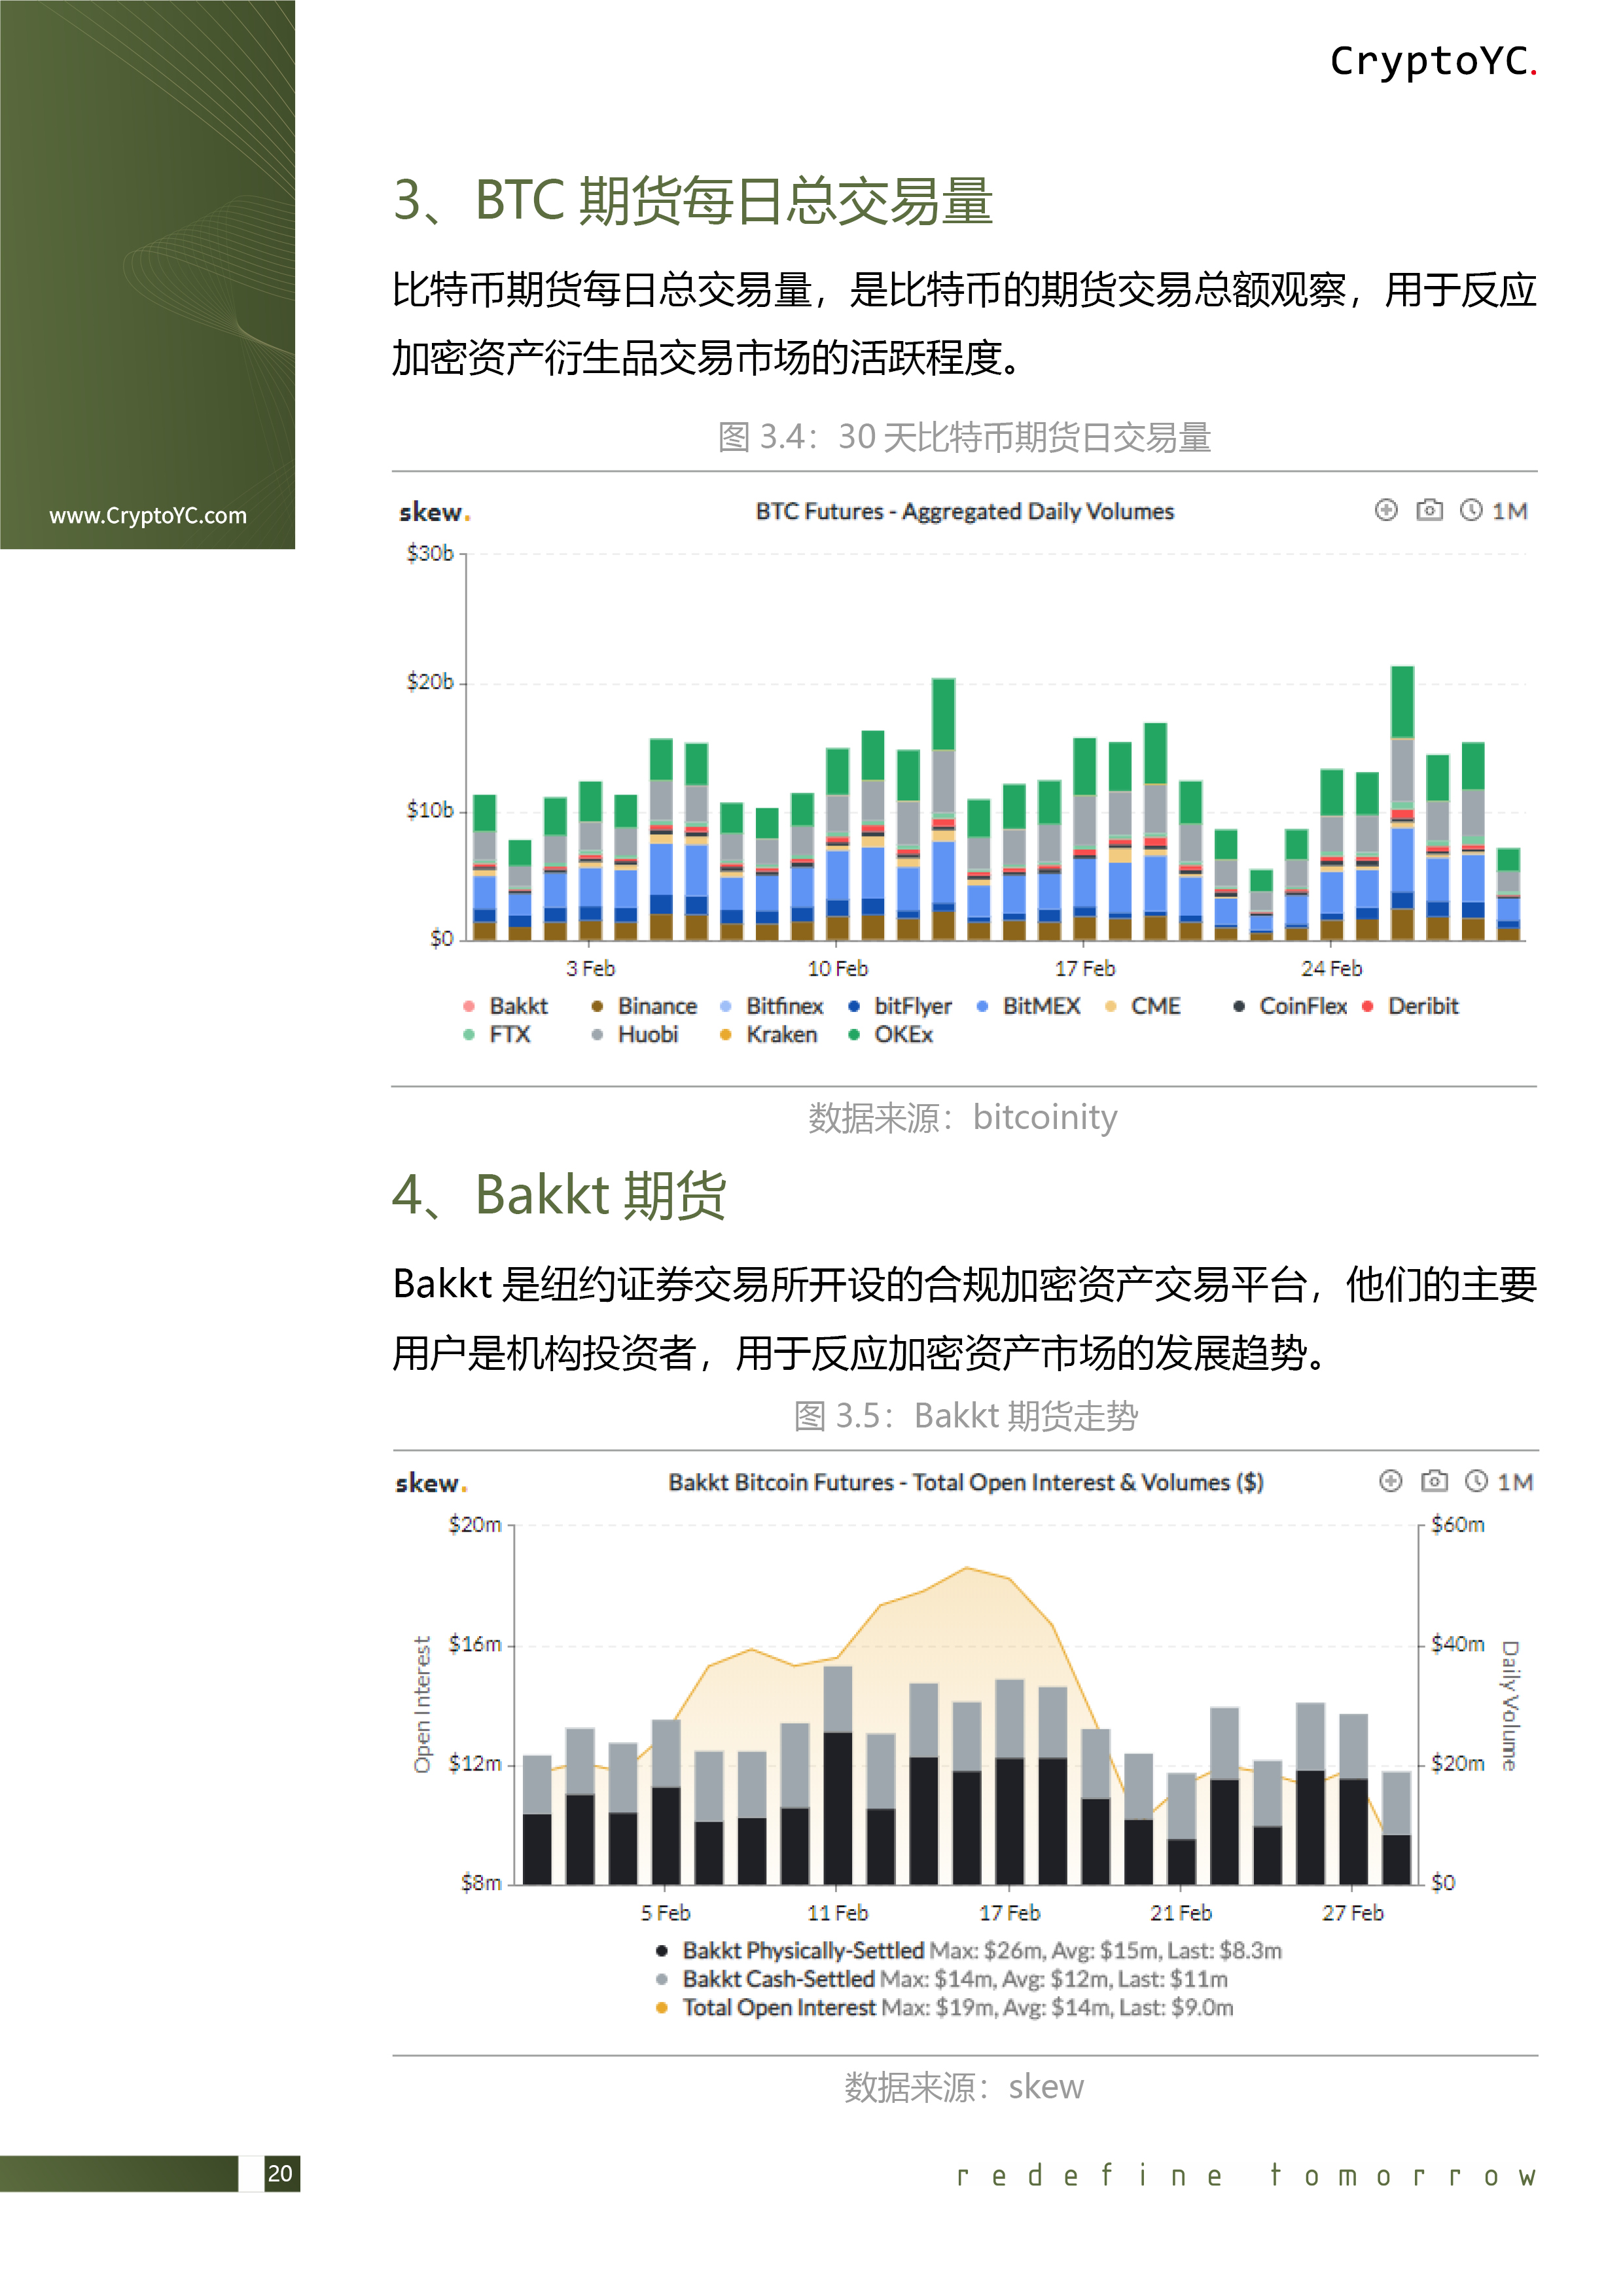 CryptoYC.
www.CryptoYC.com
3、BTC 期货每日总交易量
比特币期货每日总交易量，是比特币的期货交易总额观察，用于反应
加密资产衍生品交易市场的活跃程度。
图 3.4：30 天比特币期货日交易量
skew.
BTC Futures - Aggregated Daily Volumes
1M
$30b
$20b
$10b
$0
3 Feb 10 Feb 17 Feb 24 Feb
Bakkt Binance Bitfinex bitFlyer BitMEX CME CoinFlex Deribit
FTX Huobi Kraken OKEx
数据来源：bitcoinity
4、Bakkt 期货
Bakkt 是纽约证券交易所开设的合规加密资产交易平台，他们的主要
用户是机构投资者，用于反应加密资产市场的发展趋势。
图 3.5：Bakkt 期货走势
skew.
Bakkt Bitcoin Futures - Total Open Interest & Volumes ($)
1M
$20m $60m
$16m $40m
$12m $20m
$8m $0
Open Interest
Daily Volume
5 Feb 11 Feb 17 Feb 21 Feb 27 Feb
Bakkt Physically-Settled Max: $26m, Avg: $15m, Last: $8.3m
Bakkt Cash-Settled Max: $14m, Avg: $12m, Last: $11m
Total Open Interest Max: $19m, Avg: $14m, Last: $9.0m
数据来源：skew
20
redefine tomorrow